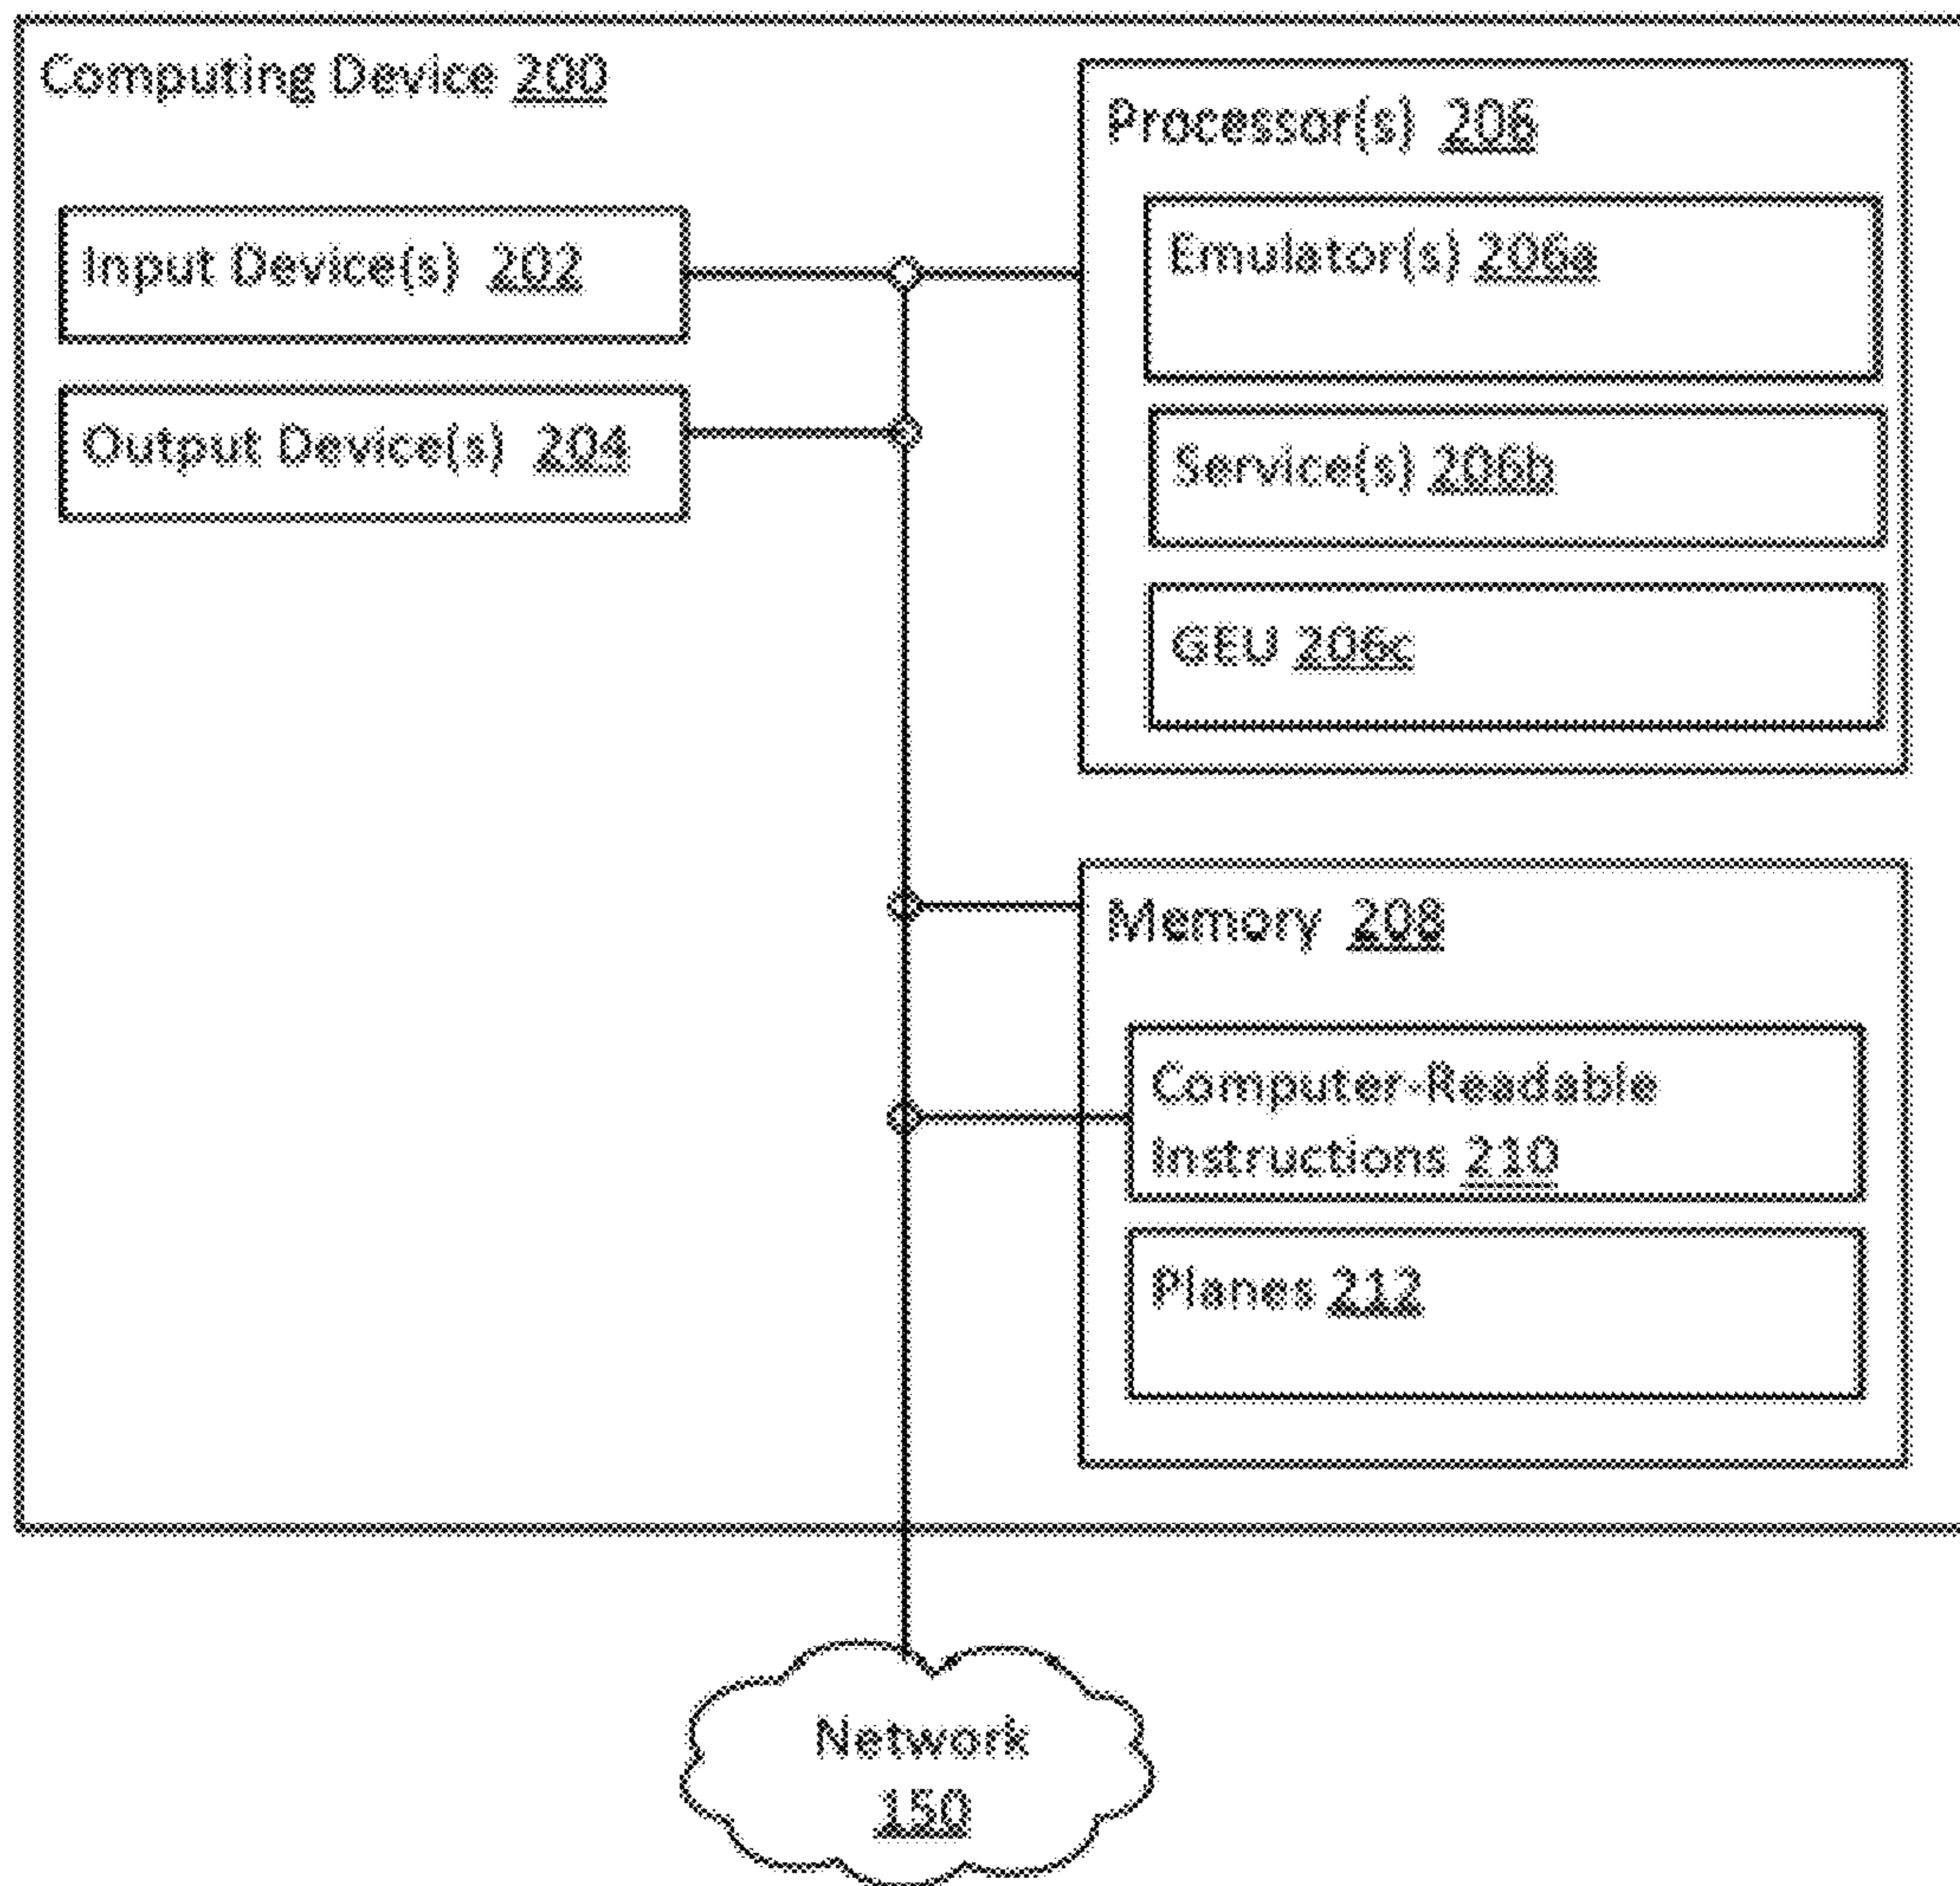 Computing Device 200
Input Device(s) 202
Output Device(s) 204
Processor(s) 206
Emulator(s) 206a
Service(s) 206b
GEU 206c
Memory 208
Computer-Readable
Instructions 210
Planes 212
Network
150